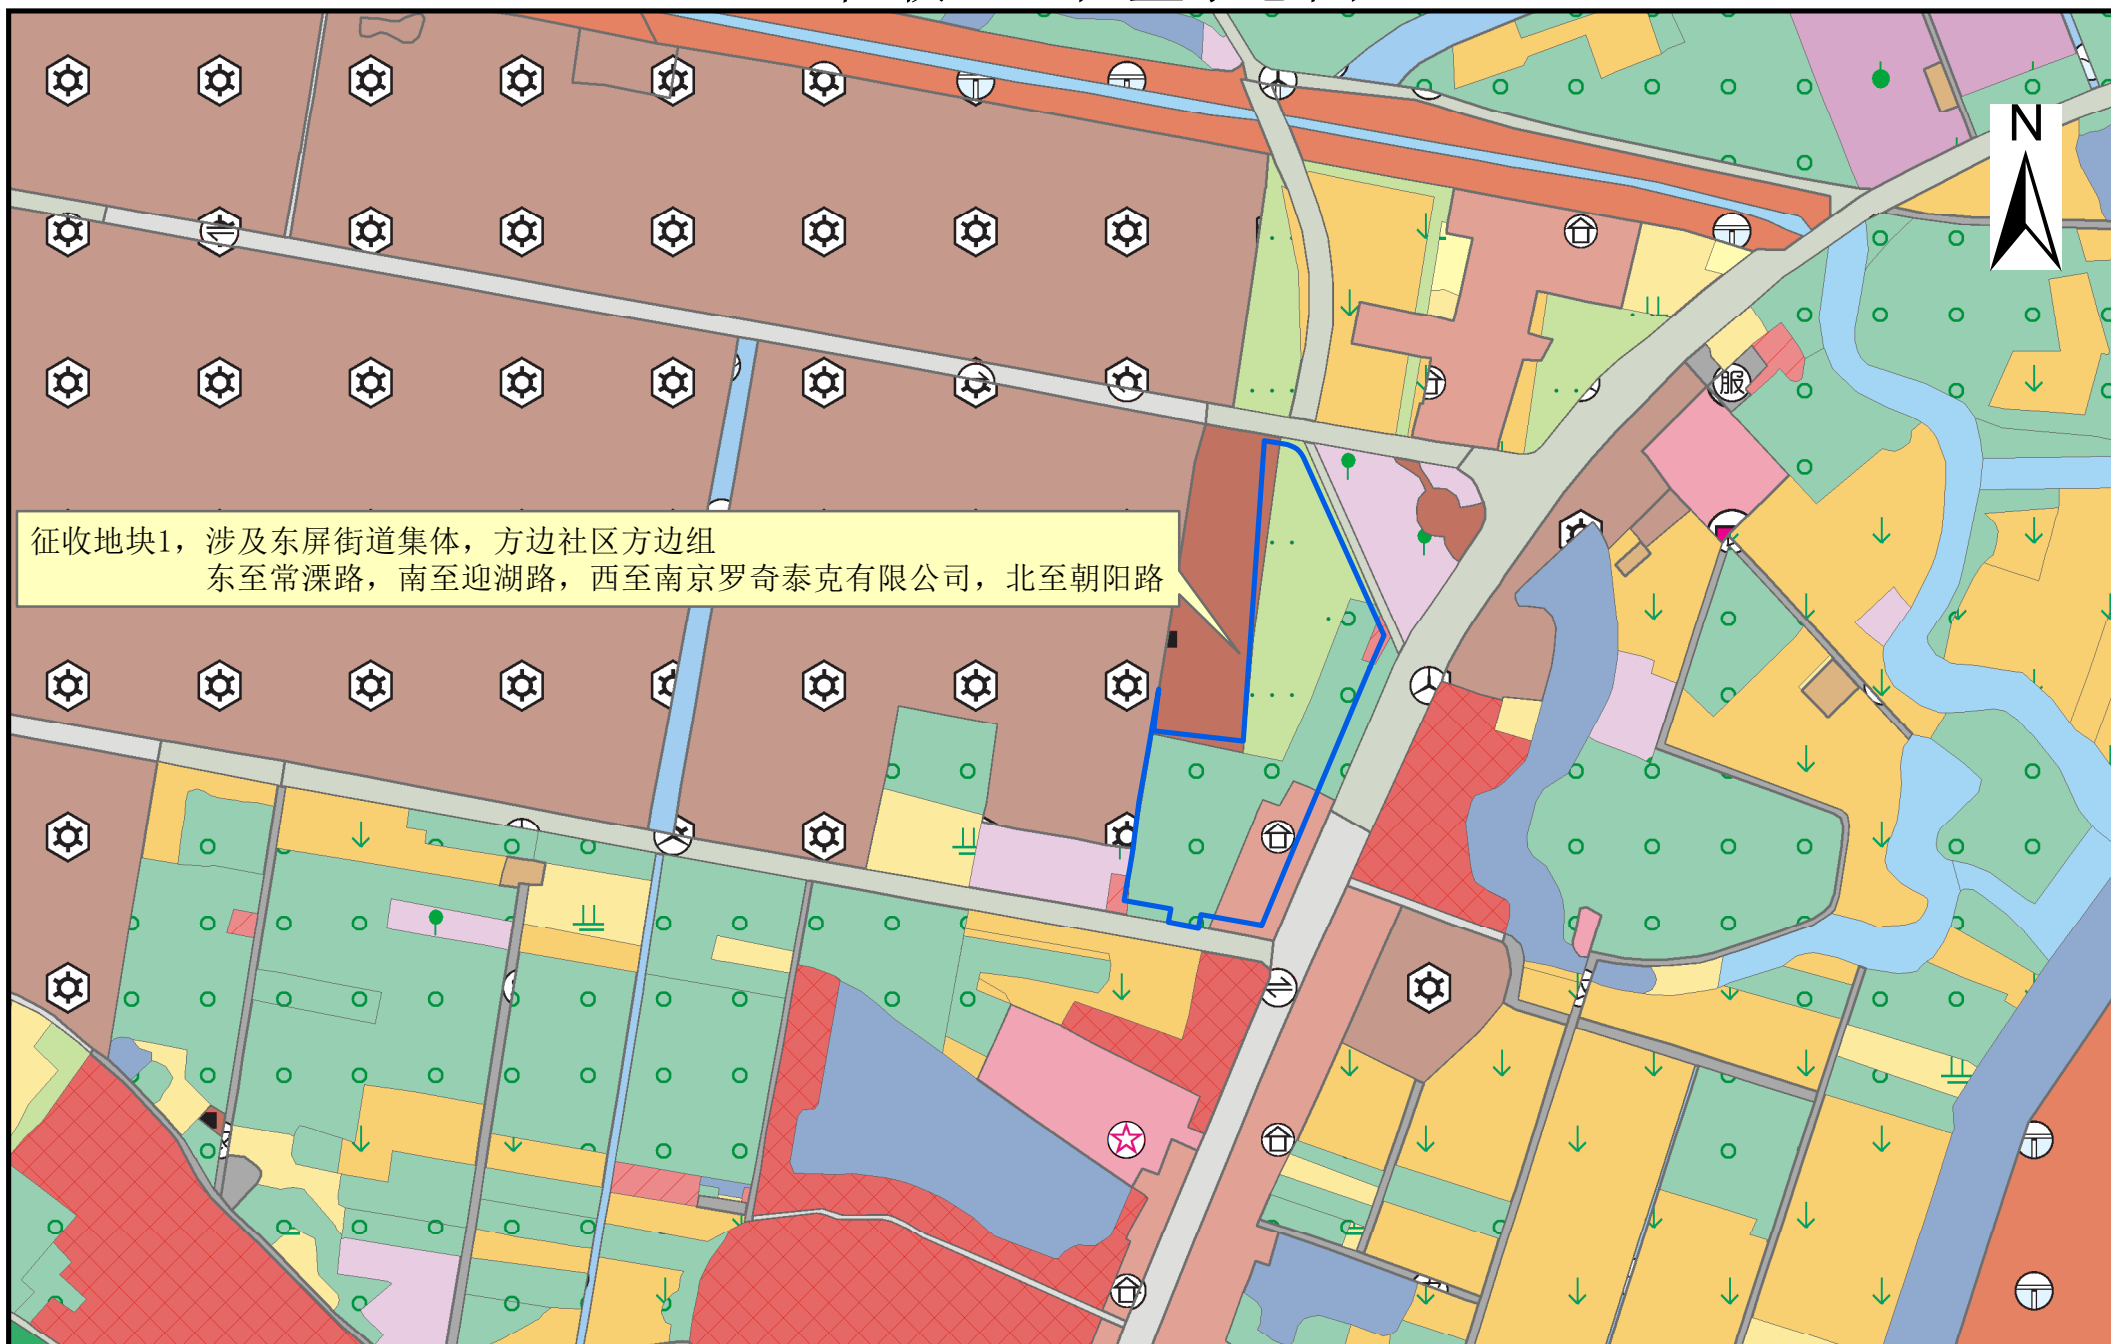 N
服
征收地块1，涉及东屏街道集体，方边社区方边组
东至常溧路，南至迎湖路，西至南京罗奇泰克有限公司，北至朝阳路